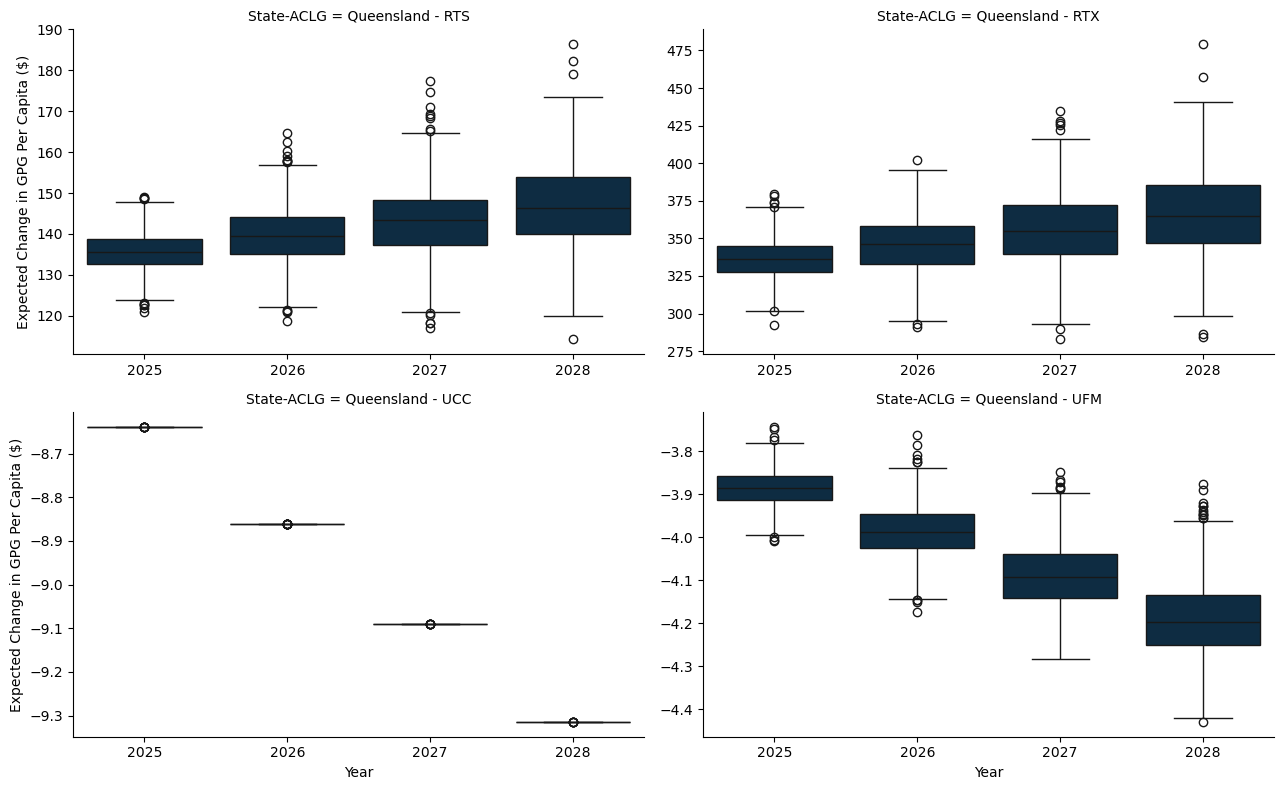 State-ACLG = Queensland - RTS
Expected Change in GPG Per Capita ($)
190
180
170
160
150
140
130
120
2025 2026 2027 2028
State-ACLG = Queensland - RTX
475
450
425
400
375
350
325
300
275
2025 2026 2027 2028
State-ACLG = Queensland - UCC
Expected Change in GPG Per Capita ($)
−8.7
−8.8
−8.9
−9.0
−9.1
−9.2
−9.3
2025 2026 2027 2028
Year
State-ACLG = Queensland - UFM
−3.8
−3.9
−4.0
−4.1
−4.2
−4.3
−4.4
2025 2026 2027 2028
Year